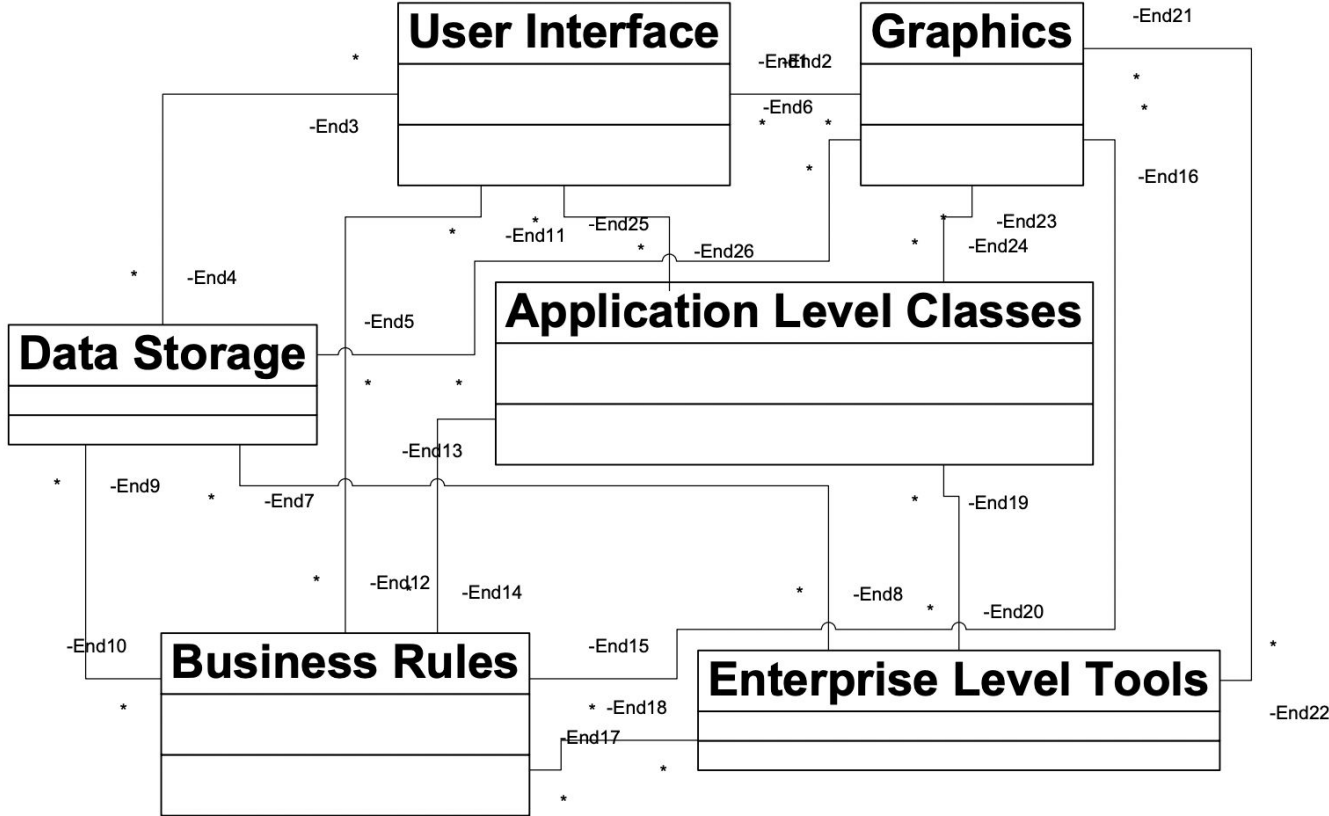 User Interface
Graphics
-End21
*
-End1
-End2
*
-End6
*
-End3
*
*
*
-End16
*
*
-End25
-End23
*
-End11
*
-End24
*
-End26
*
-End4
Application Level Classes
-End5
Data Storage
*
*
-End13
*
-End9
*
-End7
*
-End19
*
-End12
*
-End14
*
-End8
*
-End20
-End10
-End15
*
Business Rules
Enterprise Level Tools
*
*
-End18
-End22
-End17
*
*